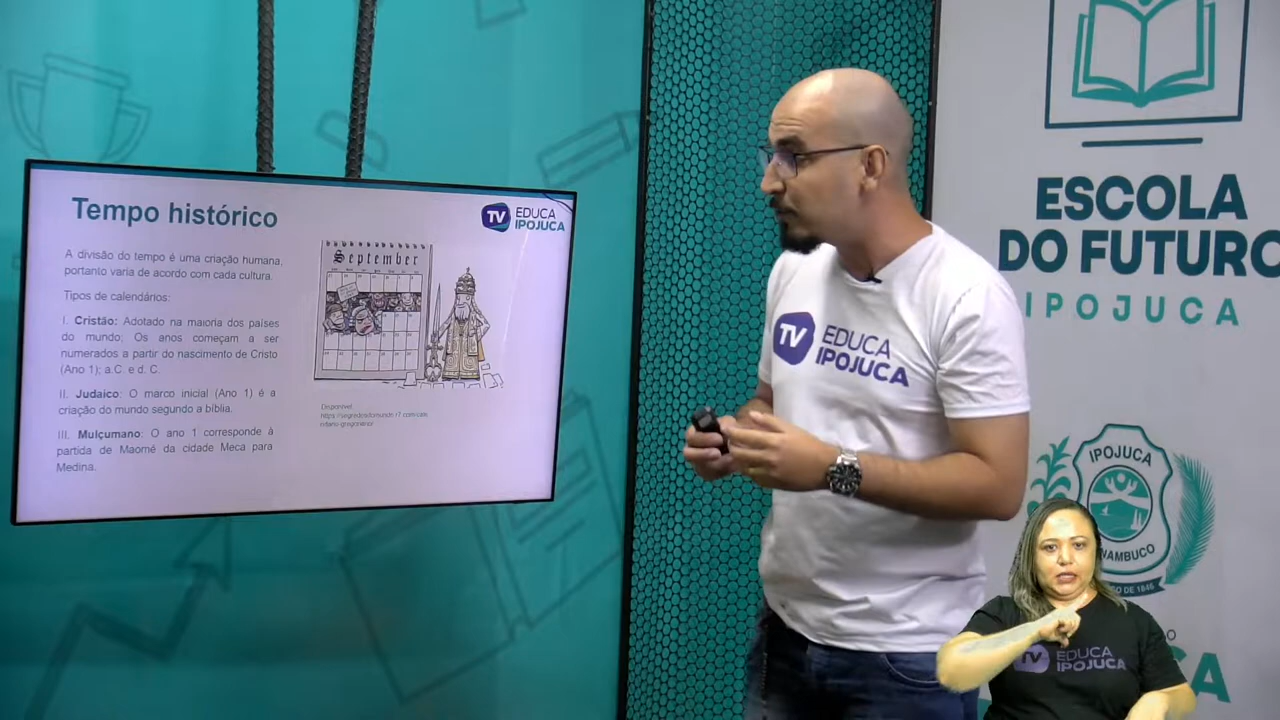 Tempo histórico
TV EDUCA
IPOJUCA
A divisão do tempo é uma criação humana,
portanto varia de acordo com cada cultura.
Tipos de calendários:
I. Cristão: Adotado na maioria dos países
do mundo; Os anos começam a ser
numerados a partir do nascimento de Cristo
(Ano 1); a.C. e d. C.
II. Judaico: O marco inicial (Ano 1) é a
criação do mundo segundo a bíblia.
III. Mulçumano: O ano 1 corresponde à
partida de Maomé da cidade Meca para
Medina.
September
Disponível:
TV EDUCA
IPOJUCA
ESCOLA
DO FUTURO
IPOJUCA
IPOJUCA
NAMBUCO
DE 1846
TV EDUCA
IPOJUCA